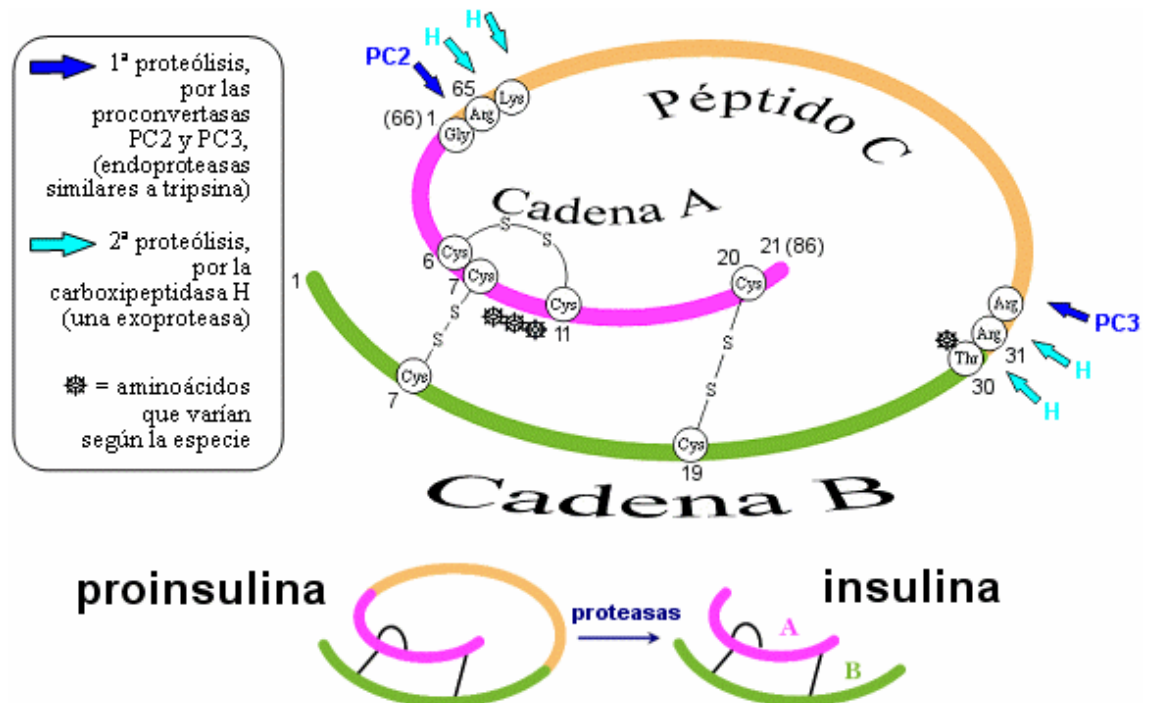 1ª proteólisis,
por las
proconvertasas
PC2 y PC3,
(endoproteasas
similares a tripsina)
2ª proteólisis,
por la
carboxipeptidasa H
(una exoproteasa)
= aminoácidos
que varían
según la especie
H
H
PC2
65
Lys
Arg
(66) 1
Gly
Péptido C
Cadena A
S
S
Cys
6
Cys
7
Cys
11
20
21 (86)
Cys
1
S
S
S
S
Cys
7
Cys
19
Arg
PC3
Arg
31
H
Thr
30
H
Cadena B
proinsulina
proteasas
insulina
A
B